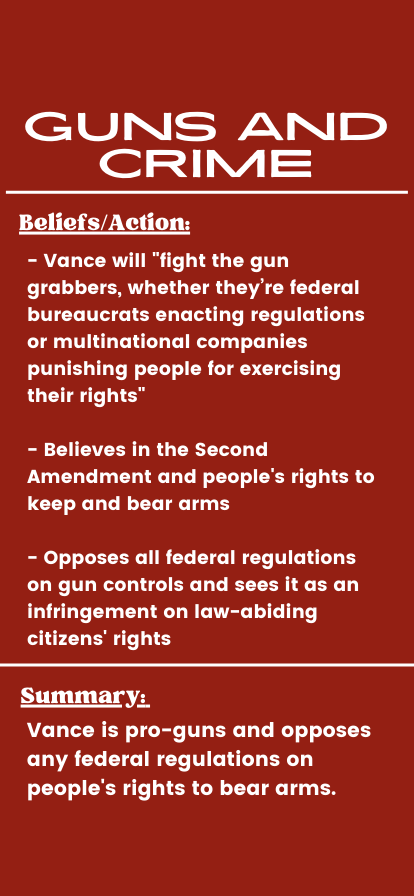 GUNS AND
CRIME
Beliefs/Action:
- Vance will "fight the gun
grabbers, whether they’re federal
bureaucrats enacting regulations
or multinational companies
punishing people for exercising
their rights"
- Believes in the Second
Amendment and people's rights to
keep and bear arms
- Opposes all federal regulations
on gun controls and sees it as an
infringement on law-abiding
citizens' rights
Summary:
Vance is pro-guns and opposes
any federal regulations on
people's rights to bear arms.